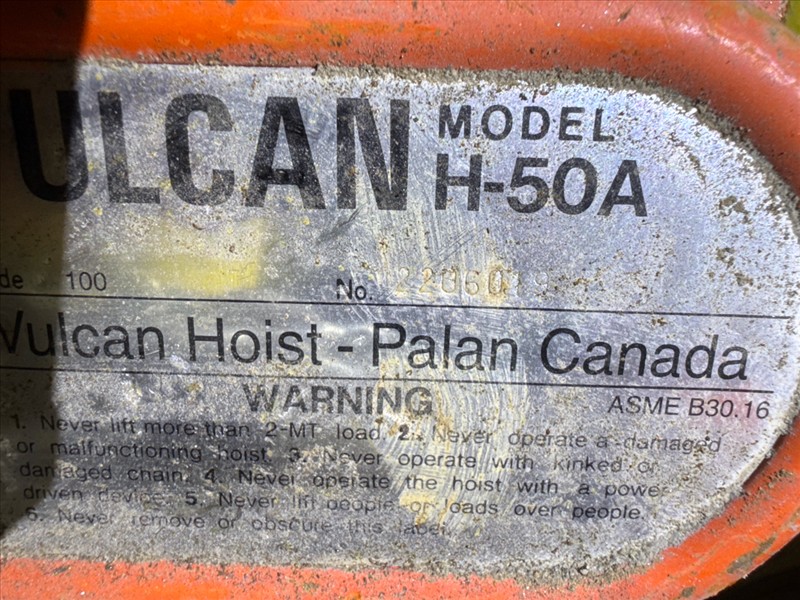 ULCAN MODEL
H-50A
de 100 No. 2206019
Vulcan Hoist - Palan Canada
WARNING ASME B30.16
1. Never lift more than 2-MT load. 2. Never operate a damaged
or malfunctioning hoist. 3. Never operate with kinked or
damaged chain. 4. Never operate the hoist with a power
driven device. 5. Never lift people or loads over people.
6. Never remove or obscure this label.